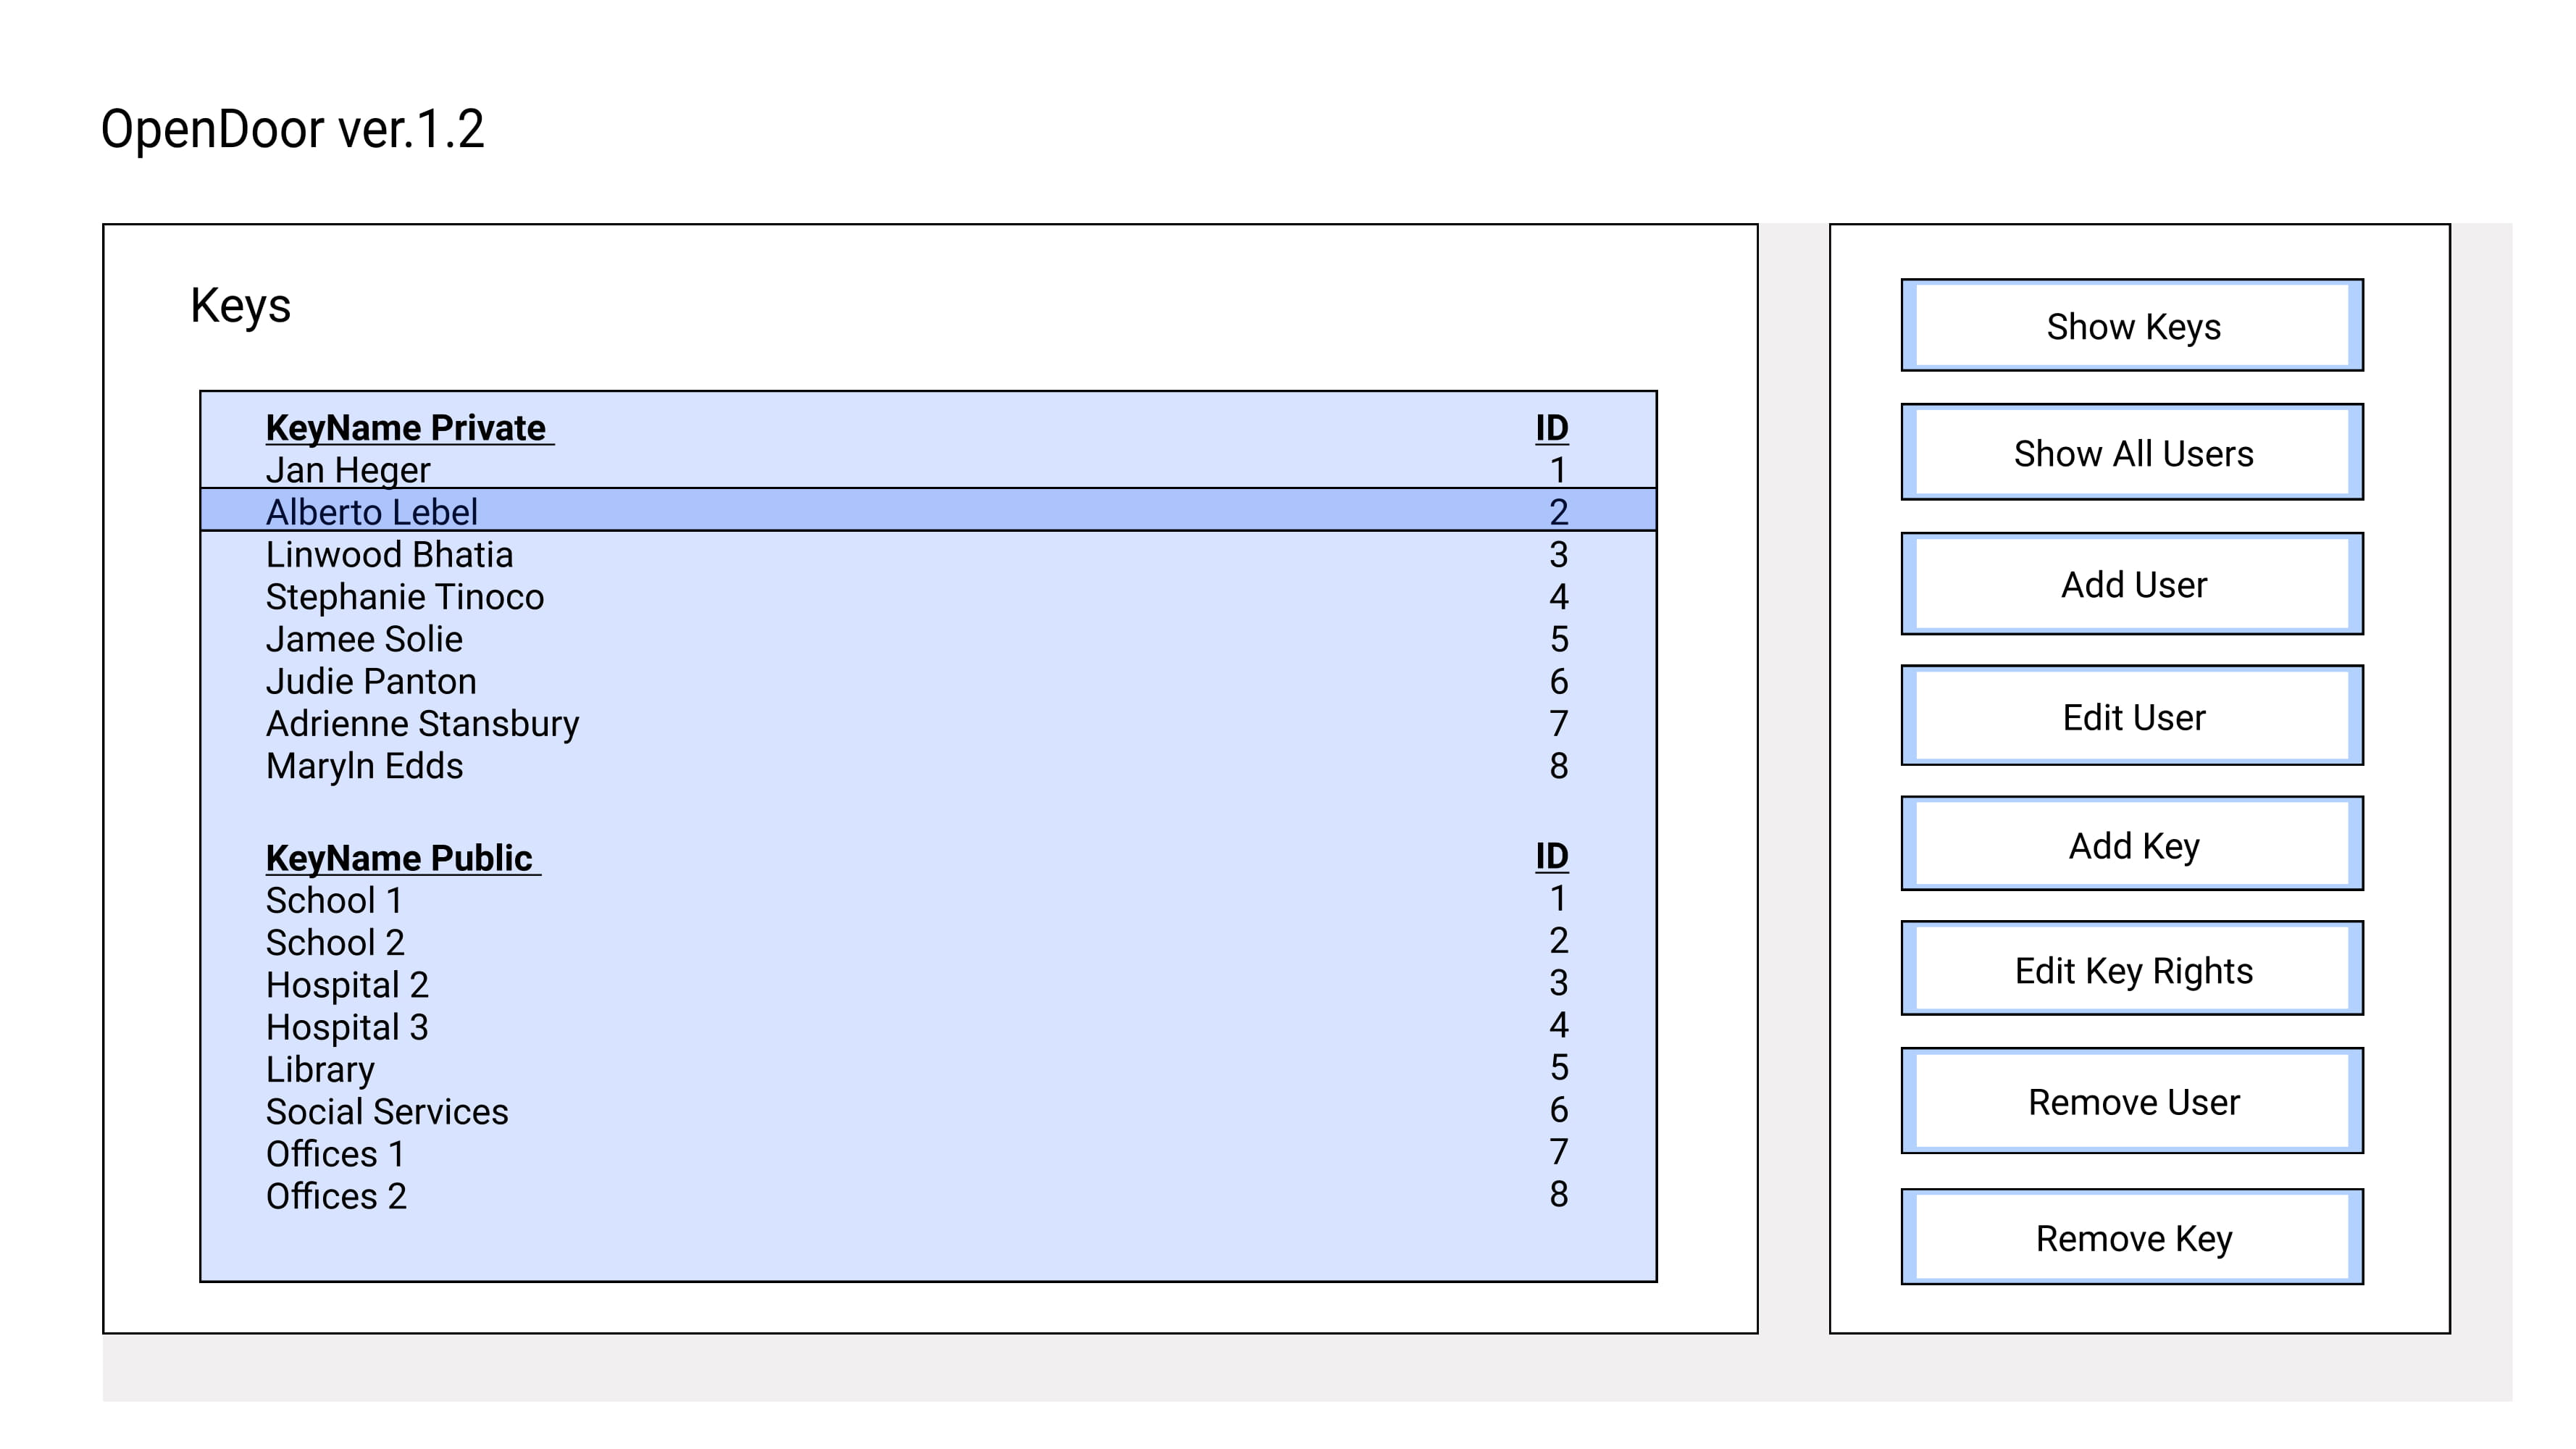 OpenDoor ver.1.2
Keys
KeyName Private ID
Jan Heger 1
Alberto Lebel 2
Linwood Bhatia 3
Stephanie Tinoco 4
Jamee Solie 5
Judie Panton 6
Adrienne Stansbury 7
Maryln Edds 8
KeyName Public ID
School 1 1
School 2 2
Hospital 2 3
Hospital 3 4
Library 5
Social Services 6
Offices 1 7
Offices 2 8
Show Keys
Show All Users
Add User
Edit User
Add Key
Edit Key Rights
Remove User
Remove Key